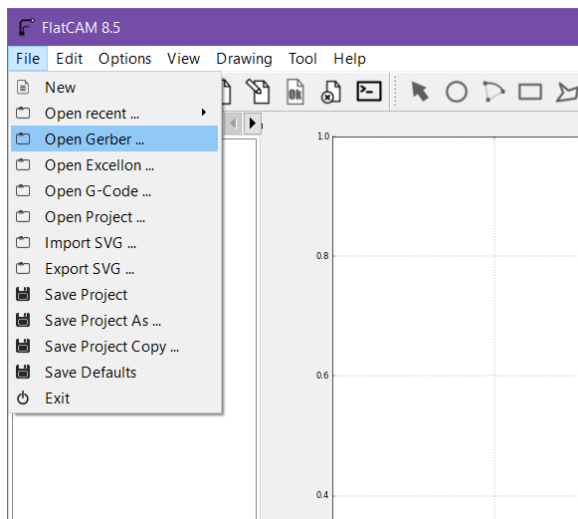 FlatCAM 8.5
File Edit Options View Drawing Tool Help
New
Open recent ...
Open Gerber ...
Open Excellon ...
Open G-Code ...
Open Project ...
Import SVG ...
Export SVG ...
Save Project
Save Project As ...
Save Project Copy ...
Save Defaults
Exit
Ok
>_
1.0
0.8
0.6
0.4